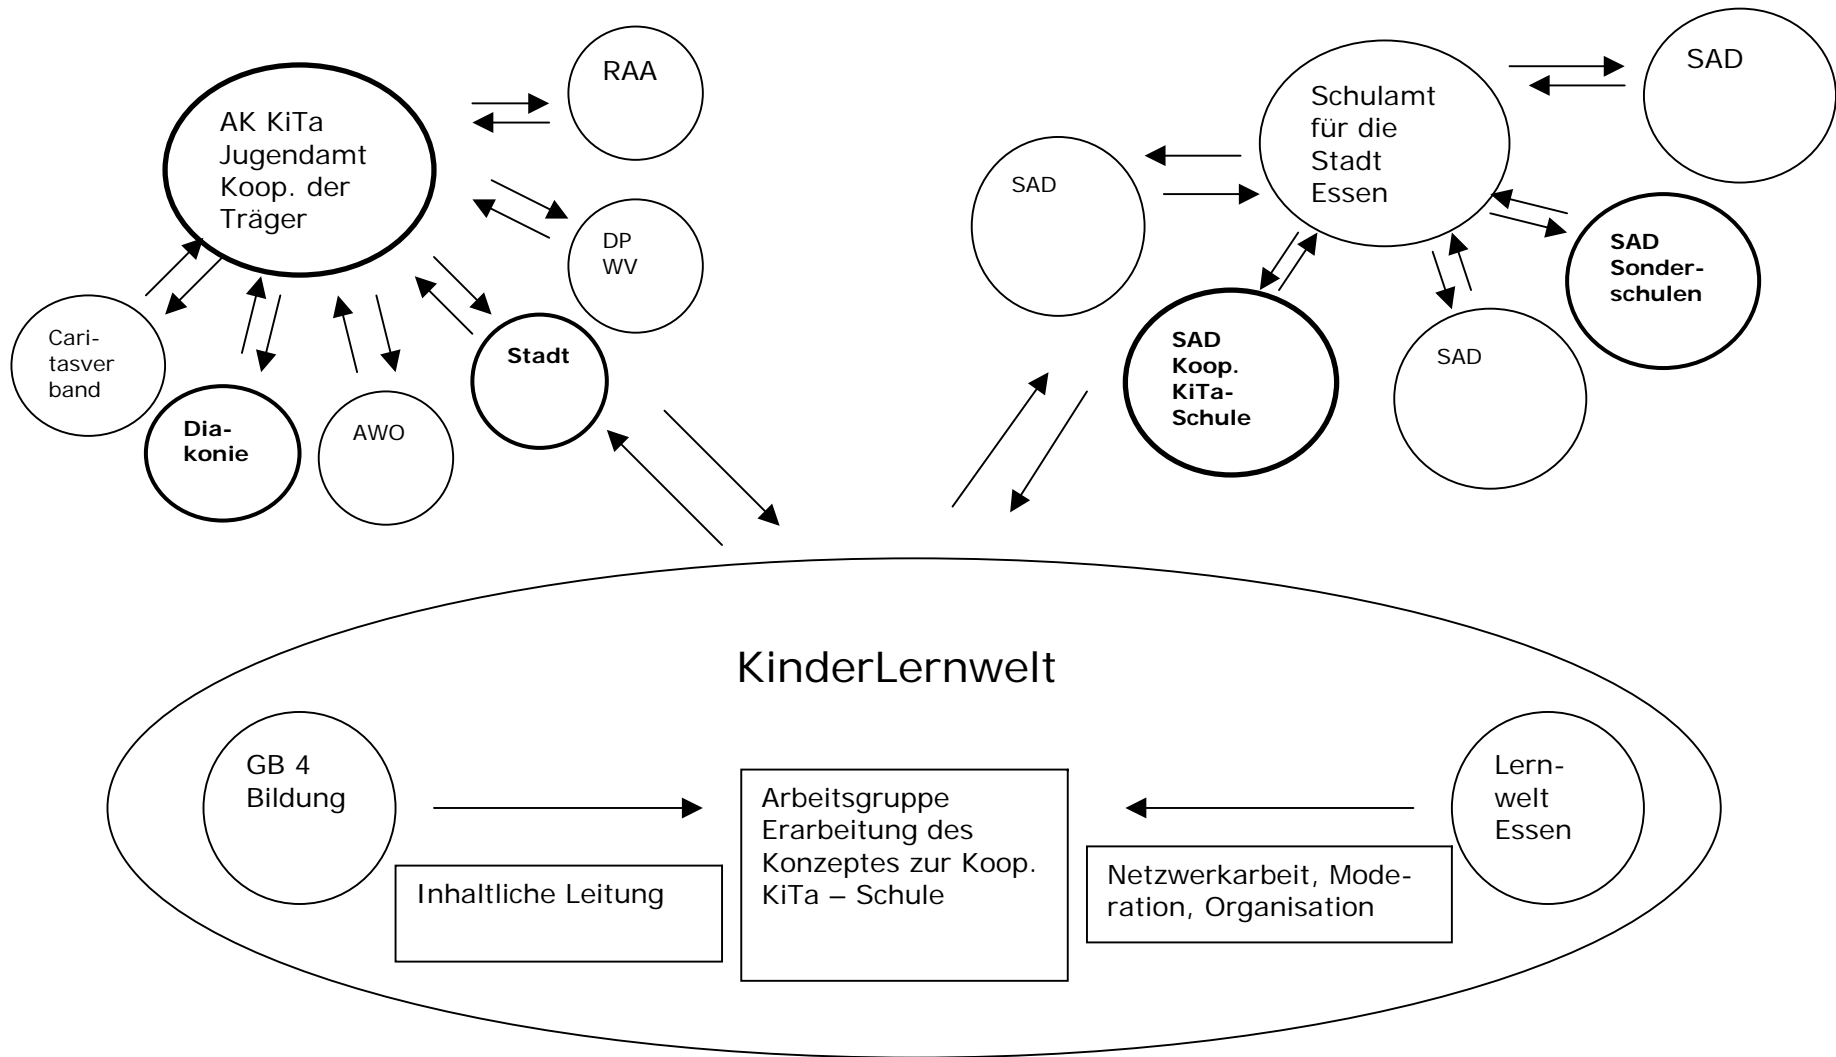 RAA
AK KiTa
Jugendamt
Koop. der
Träger
DP
WV
Cari-
tasver
band
Dia-
konie
AWO
Stadt
SAD
Schulamt
für die
Stadt
Essen
SAD
SAD
Sonder-
schulen
SAD
Koop.
KiTa-
Schule
SAD
KinderLernwelt
GB 4
Bildung
Inhaltliche Leitung
Arbeitsgruppe
Erarbeitung des
Konzeptes zur Koop.
KiTa – Schule
Netzwerkarbeit, Mode-
ration, Organisation
Lern-
welt
Essen